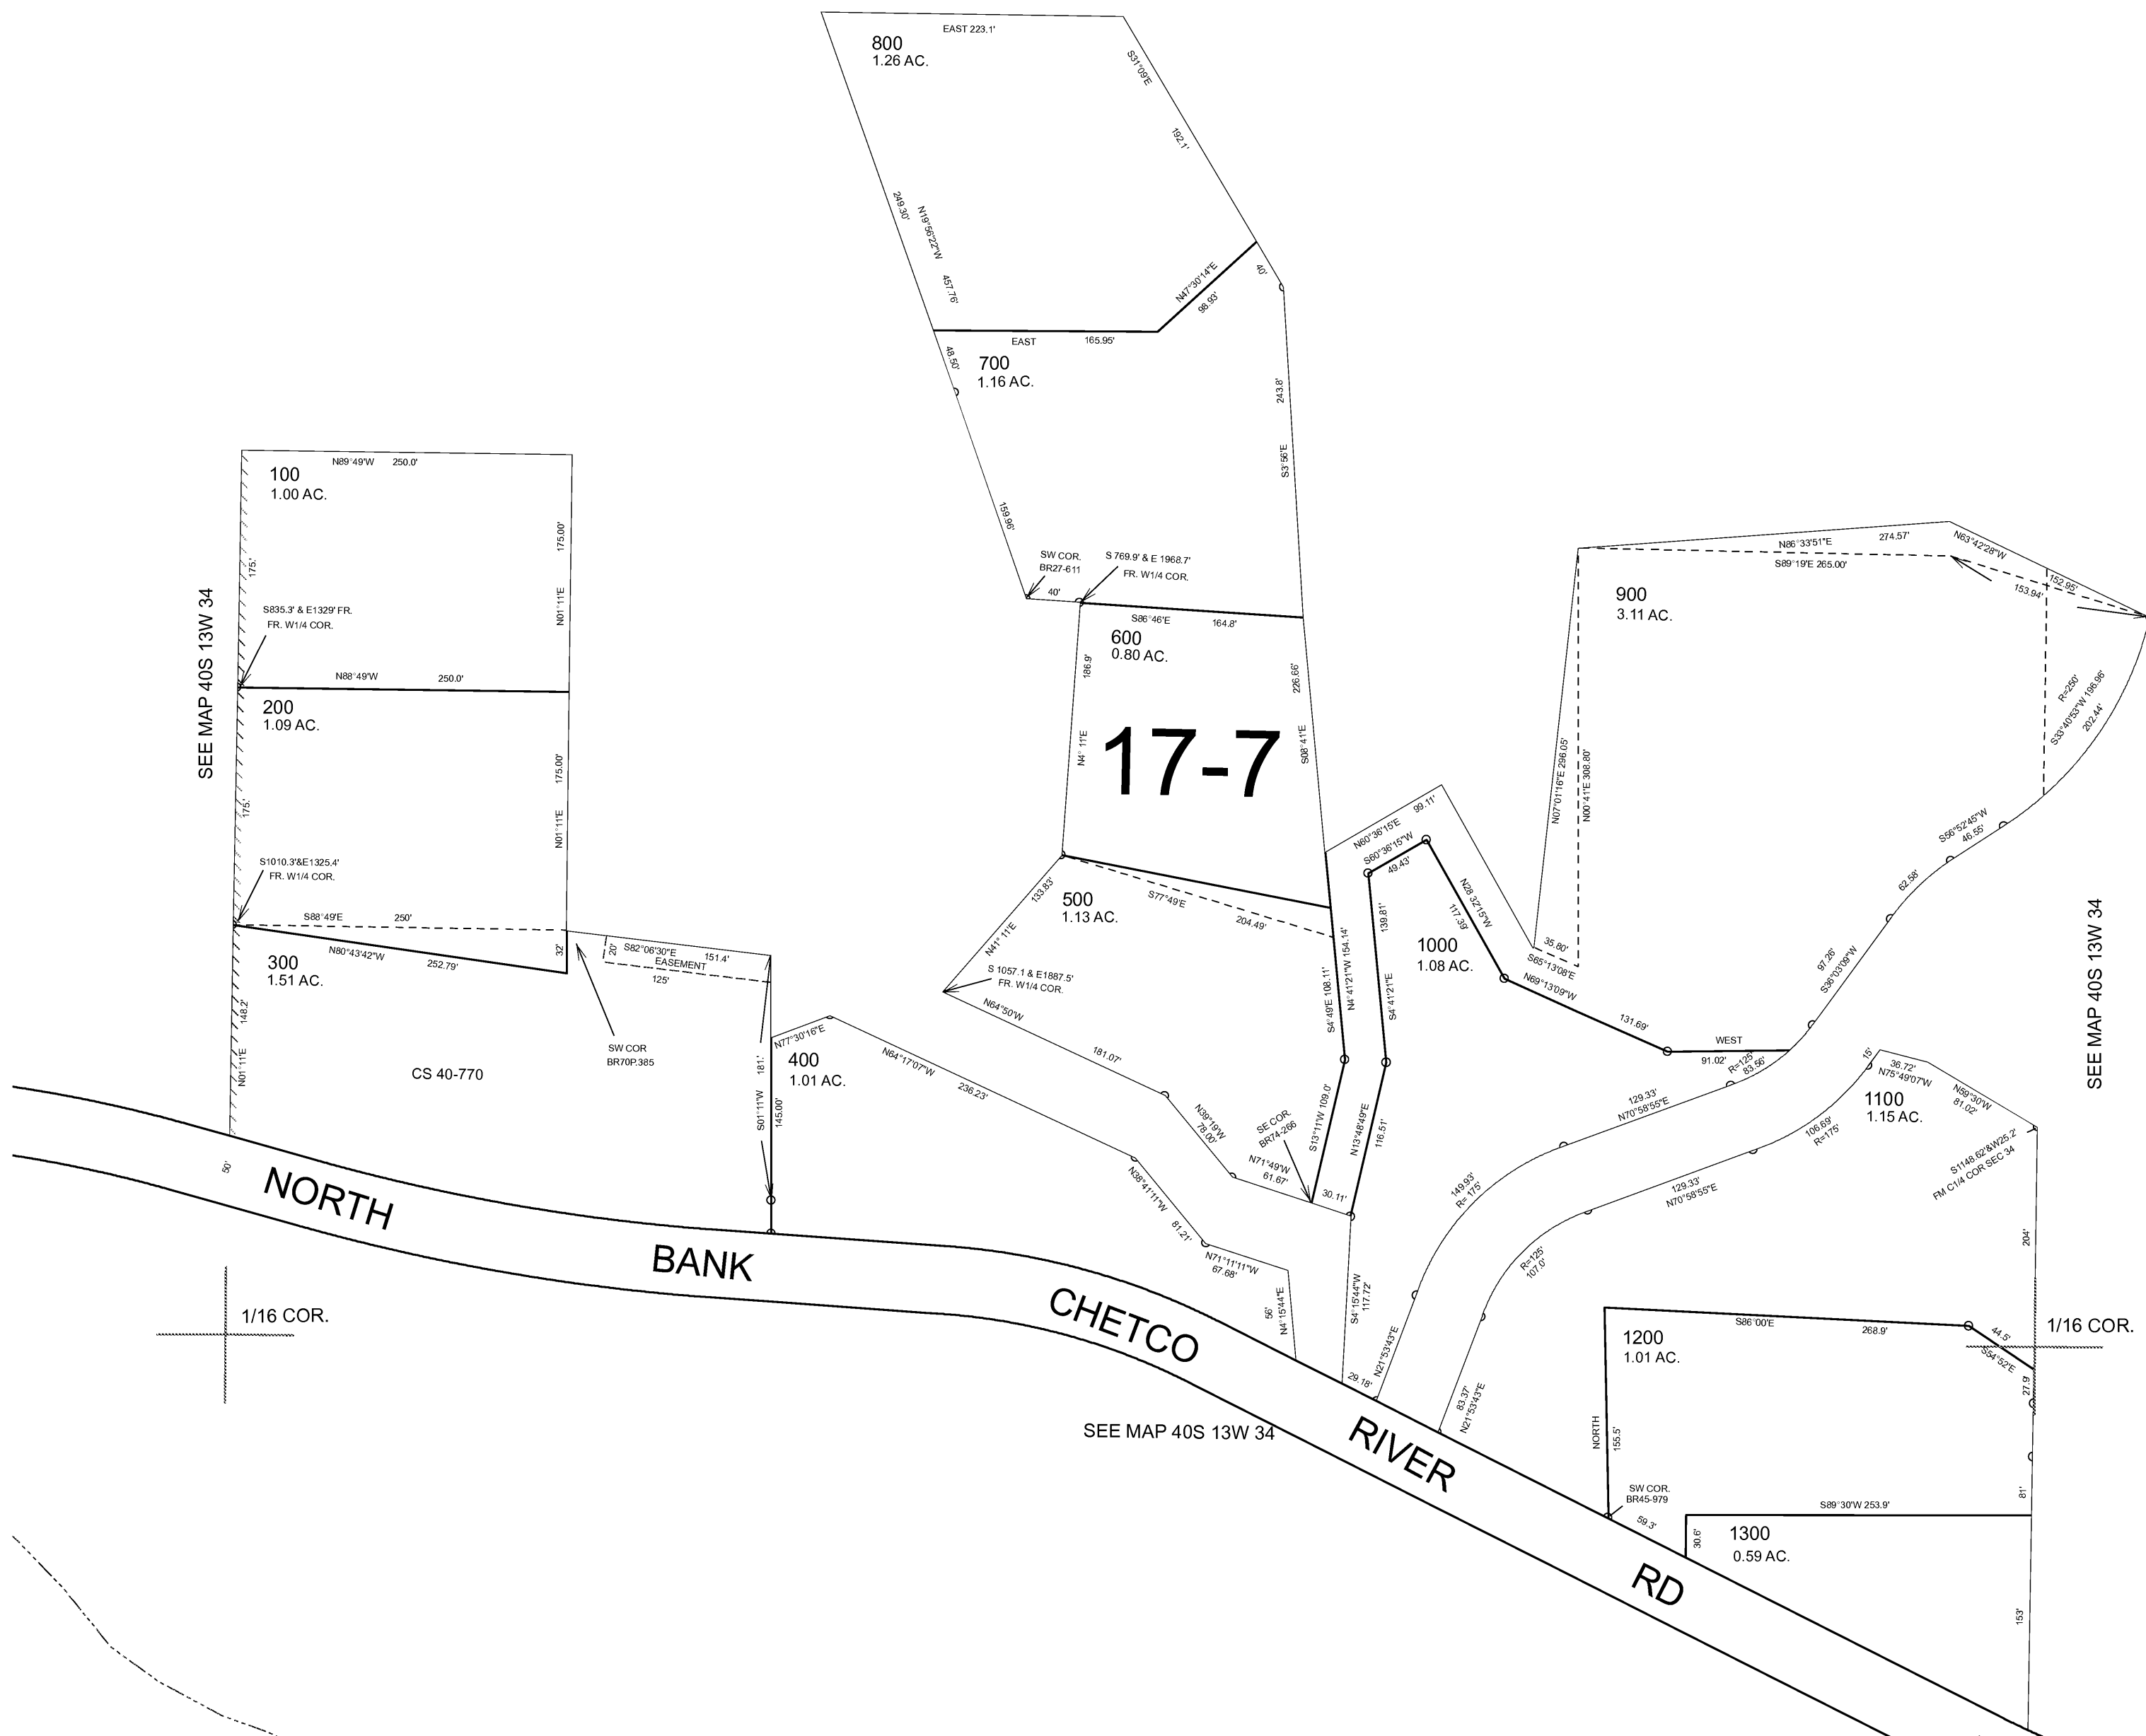 EAST 223.1'
800
1.26 AC.
S31°09'E
192.1'
249.30'
N19°56'22"W
457.76'
N47°30'14"E
98.93'
40'
EAST 165.95'
48.50'
700
1.16 AC.
243.8'
S3°56'E
159.96'
SW COR.
BR27-611
S 769.9' & E 1968.7'
FR. W1/4 COR.
40'
S86°46'E 164.8'
600
0.80 AC.
186.9'
N4° 11'E
226.66'
S08°41'E
17-7
N89°49'W 250.0'
100
1.00 AC.
175.
175.00'
N01°11'E
SEE MAP 40S 13W 34
S835.3' & E1329' FR.
FR. W1/4 COR.
N88°49'W 250.0'
200
1.09 AC.
175.
175.00'
N01°11'E
S1010.3'&E1325.4'
FR. W1/4 COR.
S88°49'E 250'
N80°43'42"W 252.79'
32'
300
1.51 AC.
148.2'
N01°11'E
CS 40-770
20'
S82°06'30"E 151.4'
EASEMENT
125'
SW COR
BR70P.385
181.'
S01°11"W
145.00'
N77°30'16"E
400
1.01 AC.
N64°17'07"W
236.23'
N38°41'11"W
81.21'
N71°11'11"W
67.68'
56'
N4°15'44"E
133.83'
N41° 11'E
500
1.13 AC.
S77°49'E
204.49'
S 1057.1 & E1887.5'
FR. W1/4 COR.
N64°50'W
181.07'
N39°19'W
78.00'
N71°49'W
61.67'
SE COR.
BR74-266
S4°49'E 108.11'
N4°41'21"W 154.14'
S13°11'W 109.0'
N13°48'49"E
116.51'
30.11'
S4°15'44"W
117.72'
N60°36'15"E 99.11'
S60°36'15"W
49.43'
139.81'
S4°41'21"E
N28 32'15"W
117.39'
1000
1.08 AC.
35.80'
S65°13'08"E
N69°13'09"W
131.69'
WEST
91.02'
N86°33'51"E 274.57'
S89°19'E 265.00'
N63°42'28"W
152.95'
153.94'
900
3.11 AC.
N07°01'16"E 296.05'
N00°41'E 308.80'
R=250'
S33°40'53"W 196.96'
202.44'
S56°52'45"W
46.55'
62.58'
97.26'
S36°03'09"W
R=125'
83.56'
129.33'
N70°58'55"E
149.93'
R= 175'
N21°53'43"E
29.18'
SEE MAP 40S 13W 34
15'
36.72'
N75°49'07"W
N59°30'W
81.02'
1100
1.15 AC.
106.69'
R=175'
129.33'
N70°58'55"E
R=125'
107.0'
83.37'
N21°53'43"E
S1148.62'&W25.2'
FM C1/4 COR SEC 34
204'
S86°00'E 268.9'
44.5'
S54°52'E
27.9'
1/16 COR.
1200
1.01 AC.
NORTH
155.5'
SW COR.
BR45-979
59.3'
81'
S89°30'W 253.9'
30.6'
1300
0.59 AC.
153'
50'
NORTH BANK CHETCO RIVER RD
1/16 COR.
SEE MAP 40S 13W 34